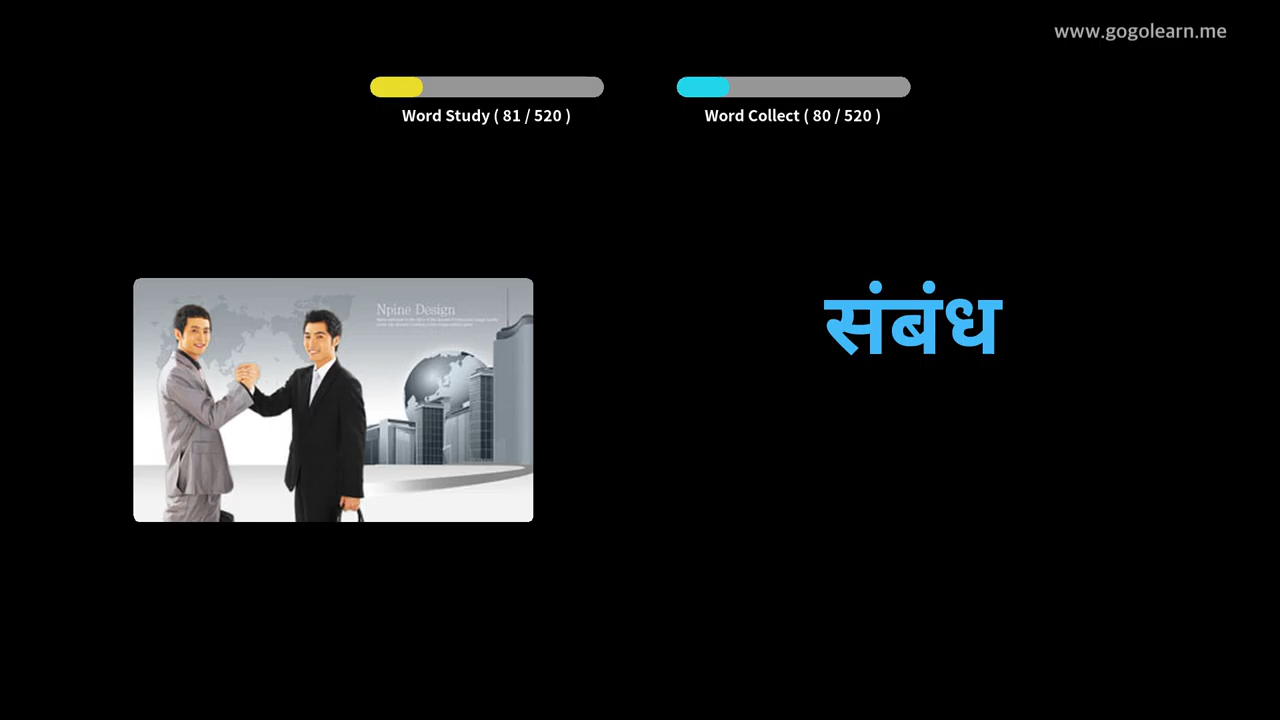 www.gogolearn.me
Word Study ( 81 / 520 )
Word Collect ( 80 / 520 )
Npine Design
संबंध